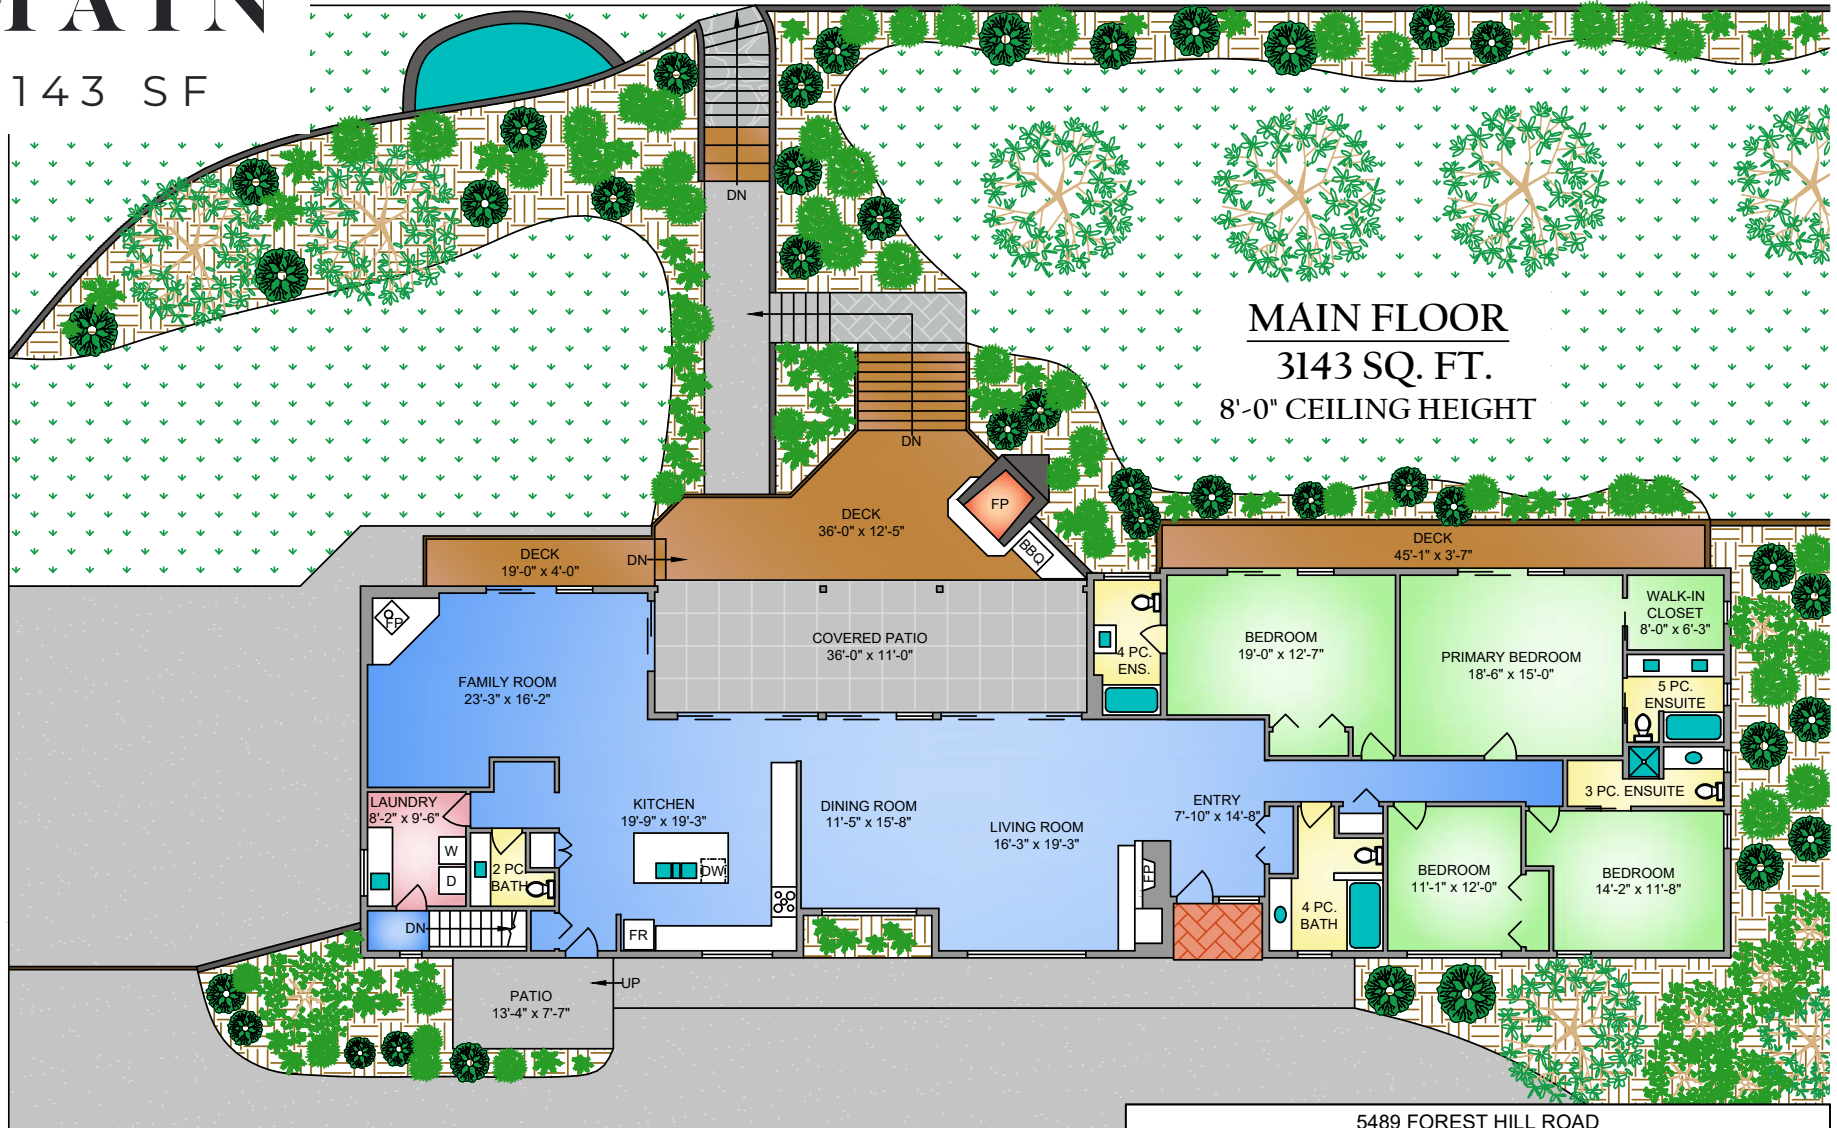 MAIN
143 SF
DN
MAIN FLOOR
3143 SQ. FT.
8'-0" CEILING HEIGHT
DN
FP
BBQ
DECK
36'-0" x 12'-5"
DECK
19'-0" x 4'-0"
DN
DECK
45'-1" x 3'-7"
FP
COVERED PATIO
36'-0" x 11'-0"
4 PC.
ENS.
BEDROOM
19'-0" x 12'-7"
PRIMARY BEDROOM
18'-6" x 15'-0"
WALK-IN
CLOSET
8'-0" x 6'-3"
5 PC.
ENSUITE
FAMILY ROOM
23'-3" x 16'-2"
3 PC. ENSUITE
LAUNDRY
8'-2" x 9'-6"
W
D
2 PC.
BATH
KITCHEN
19'-9" x 19'-3"
DW
FR
DINING ROOM
11'-5" x 15'-8"
LIVING ROOM
16'-3" x 19'-3"
FP
ENTRY
7'-10" x 14'-8"
4 PC.
BATH
BEDROOM
11'-1" x 12'-0"
BEDROOM
14'-2" x 11'-8"
DN
UP
PATIO
13'-4" x 7'-7"
5489 FOREST HILL ROAD